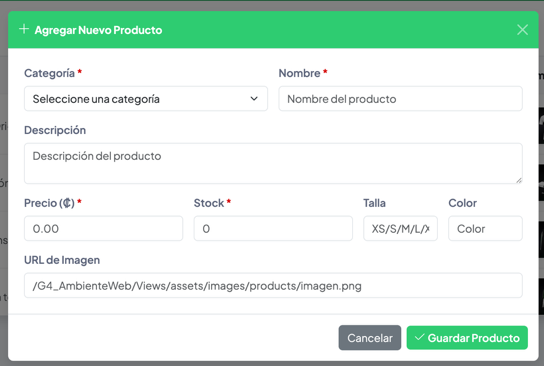 Agregar Nuevo Producto
Categoría *
Nombre *
Seleccione una categoría
Nombre del producto
Descripción
Descripción del producto
Precio (₡) *
Stock *
Talla
Color
0.00
0
XS/S/M/L/X
Color
URL de Imagen
/G4_AmbienteWeb/Views/assets/images/products/imagen.png
Cancelar
Guardar Producto